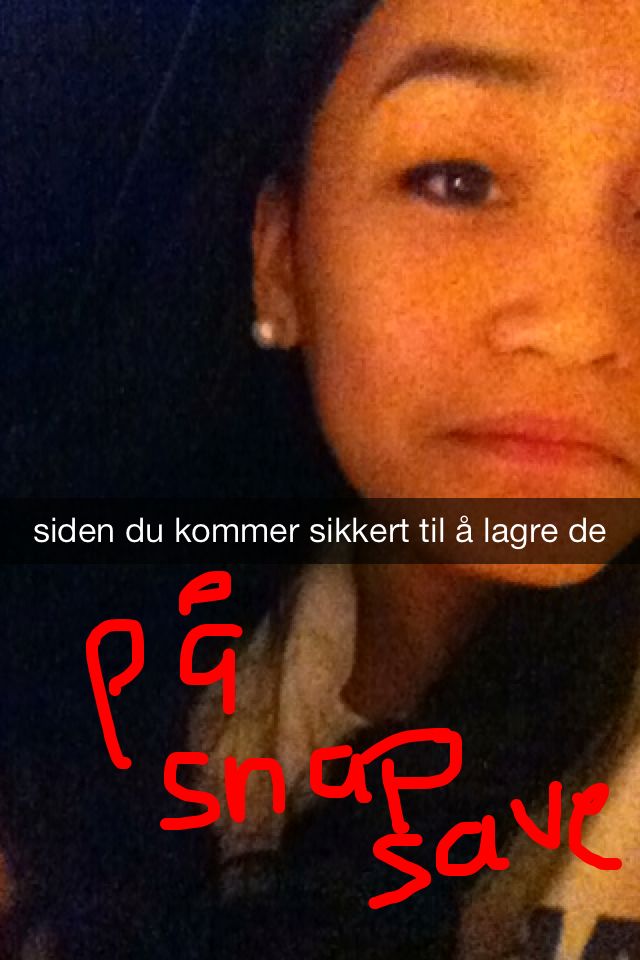 siden du kommer sikkert til å lagre de
på
snap
save